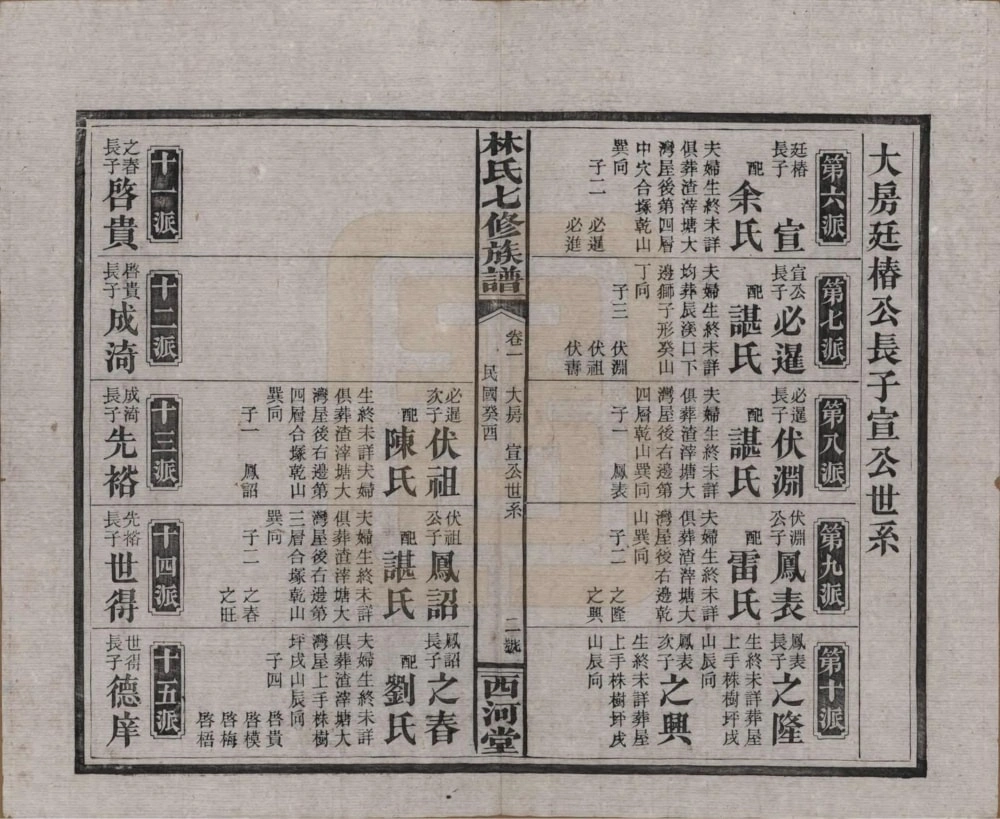 大房廷椿公長子宣公世系
第六派
廷椿長子
宣
配
余氏
夫婦生終未詳
俱葬渣滓塘大
灣屋後第四層
中穴合塚乾山
巽向
子二
必暹
必進
第七派
宣公長子
必暹
配
諶氏
夫婦生終未詳
均葬辰溪口下
邊獅子形癸山
丁向
子三
伏淵
伏祖
伏壽
第八派
必暹長子
伏淵
配
諶氏
夫婦生終未詳
俱葬渣滓塘大
灣屋後右邊第
四層乾山巽向
子一
鳳表
第九派
伏淵公子
鳳表
配
雷氏
夫婦生終未詳
俱葬渣滓塘大
灣屋後右邊乾
山巽向
子二
之隆
之興
第十派
鳳表長子
之隆
生終未詳葬屋
上手株樹坪戌
山辰向
鳳表次子
之興
生終未詳葬屋
上手株樹坪戌
山辰向
林氏七修族譜
卷一
大房
宣公世系
民國癸酉
二號
西河堂
必暹次子
伏祖
配
陳氏
生終未詳夫婦
俱葬渣滓塘大
灣屋後右邊第
四層合塚乾山
巽向
子一
鳳詔
伏祖公子
鳳詔
配
諶氏
夫婦生終未詳
俱葬渣滓塘大
灣屋後右邊第
三層合塚乾山
巽向
子二
之春
之旺
鳳詔長子
之春
配
劉氏
夫婦生終未詳
俱葬渣滓塘大
灣屋上手株樹
坪戌山辰向
子四
啓貴
啓模
啓梅
啓梧
十一派
之春長子
啓貴
十二派
啓貴長子
成漪
十三派
成漪長子
先裕
十四派
先裕長子
世得
十五派
世得長子
德庠